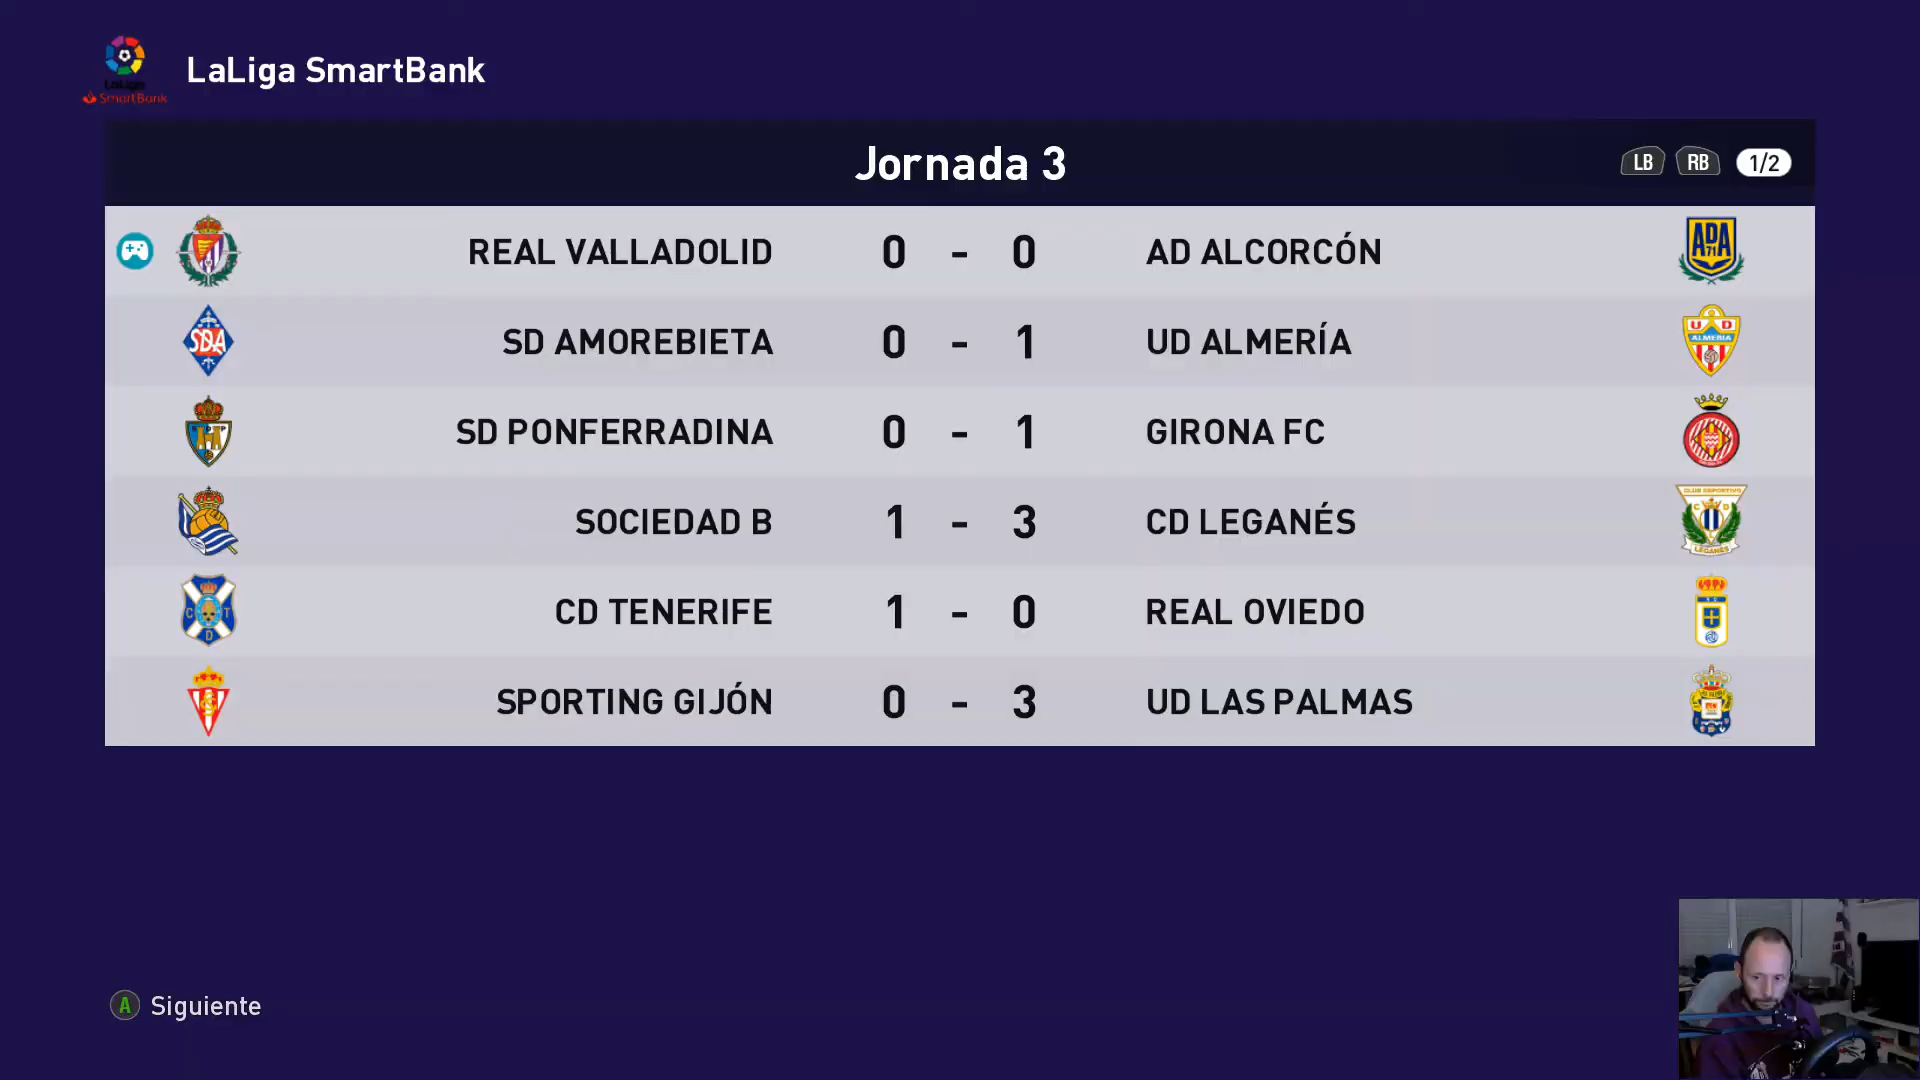 LaLiga
SmartBank
LaLiga SmartBank
Jornada 3
LB RB 1/2
REAL VALLADOLID 0 - 0 AD ALCORCÓN
SD AMOREBIETA 0 - 1 UD ALMERÍA
SD PONFERRADINA 0 - 1 GIRONA FC
SOCIEDAD B 1 - 3 CD LEGANÉS
CD TENERIFE 1 - 0 REAL OVIEDO
SPORTING GIJÓN 0 - 3 UD LAS PALMAS
A Siguiente